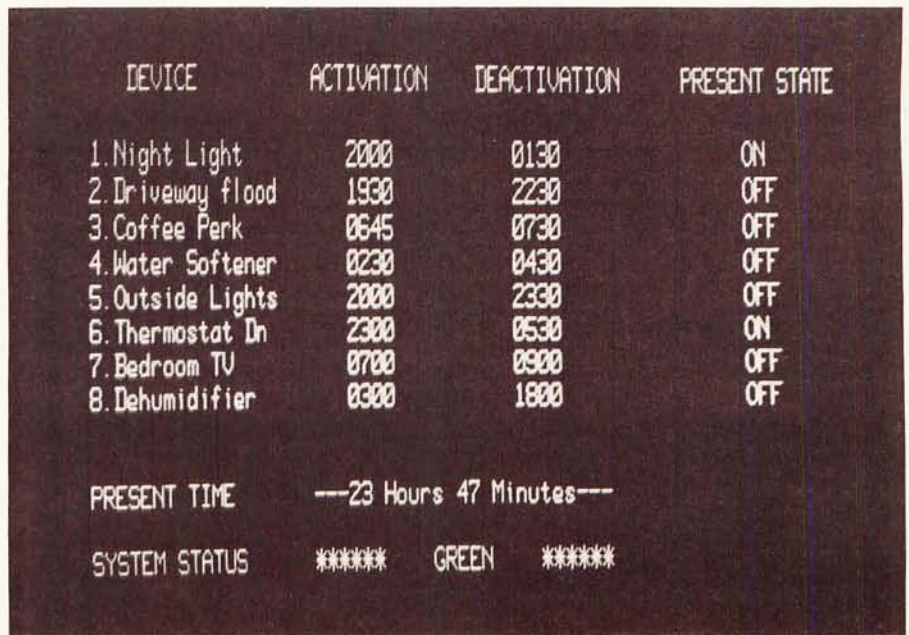 DEVICE ACTIVATION DEACTIVATION PRESENT STATE
1.Night Light 2000 0130 ON
2.Driveway flood 1930 2230 OFF
3.Coffee Perk 0645 0730 OFF
4.Water Softener 0230 0430 OFF
5.Outside Lights 2000 2330 OFF
6.Thermostat Dn 2300 0530 ON
7.Bedroom TV 0700 0900 OFF
8.Dehumidifier 0300 1800 OFF
PRESENT TIME ---23 Hours 47 Minutes---
SYSTEM STATUS ****** GREEN ******